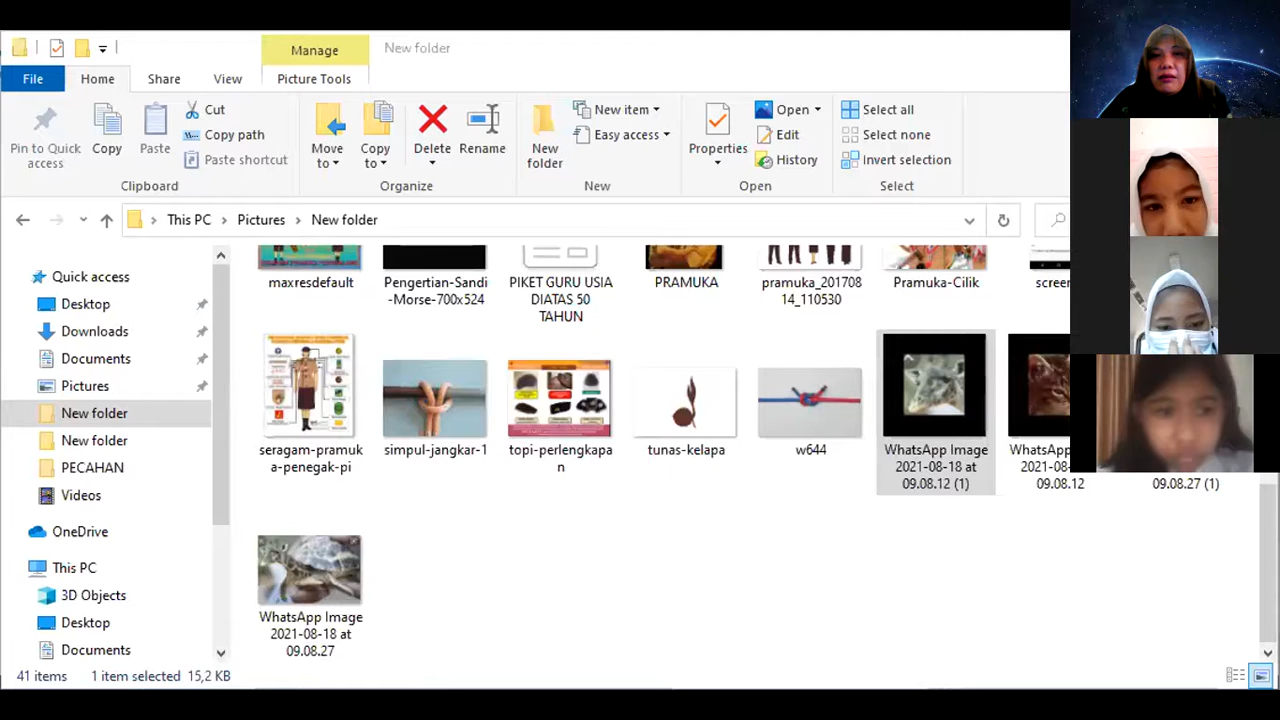 Manage
New folder
File
Home
Share
View
Picture Tools
Pin to Quick
access
Copy
Paste
Cut
Copy path
Paste shortcut
Clipboard
Move
to
Copy
to
Delete
Rename
Organize
New
folder
New item
Easy access
New
Properties
Open
Edit
History
Open
Select all
Select none
Invert selection
Select
This PC
Pictures
New folder
Quick access
Desktop
Downloads
Documents
Pictures
New folder
New folder
PECAHAN
Videos
OneDrive
This PC
3D Objects
Desktop
Documents
maxresdefault
Pengertian-Sandi
-Morse-700x524
PIKET GURU USIA
DIATAS 50
TAHUN
PRAMUKA
pramuka_201708
14_110530
Pramuka-Cilik
screen
seragam-pramuk
a-penegak-pi
simpul-jangkar-1
topi-perlengkapa
n
tunas-kelapa
w644
WhatsApp Image
2021-08-18 at
09.08.12 (1)
WhatsApp
2021-08
09.08.12
09.08.27 (1)
WhatsApp Image
2021-08-18 at
09.08.27
41 items
1 item selected
15,2 KB